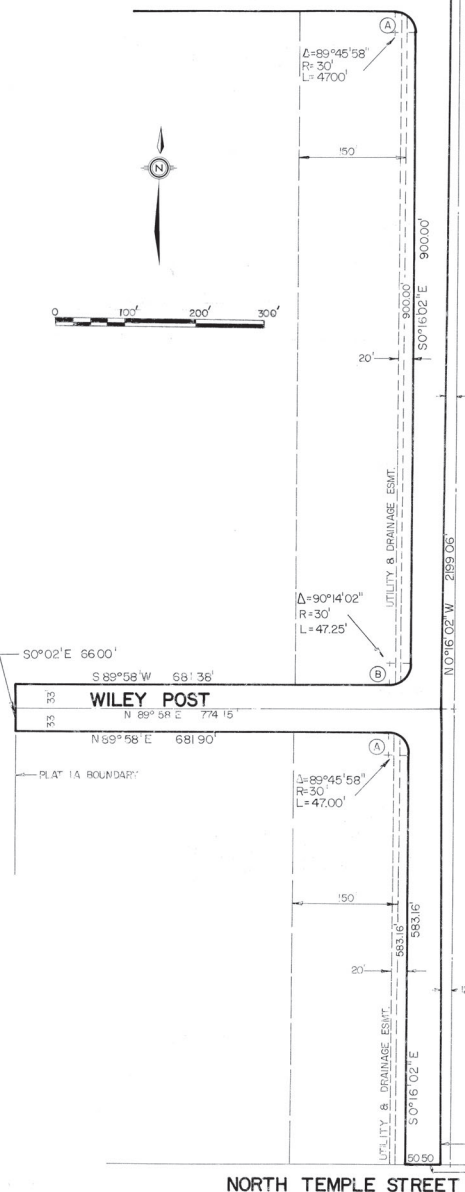 A
Δ=89°45'58"
R=30'
L=47.00'
150'
N
900.00'
900.00'
S0°16'02"E
0 100' 200' 300'
20'
UTILITY & DRAINAGE ESMT.
N0°16'02"W 2199.06'
Δ=90°14'02"
R=30'
L=47.25'
S0°02'E 66.00'
B
S 89°58'W 681.38'
33'
WILEY POST
33'
N 89°58'E 774.15'
N 89°58'E 681.90'
A
PLAT 1A BOUNDARY
Δ=89°45'58"
R=30'
L=47.00'
150'
583.16'
583.16'
20'
UTILITY & DRAINAGE ESMT.
S0°16'02"E
50 50
NORTH TEMPLE STREET